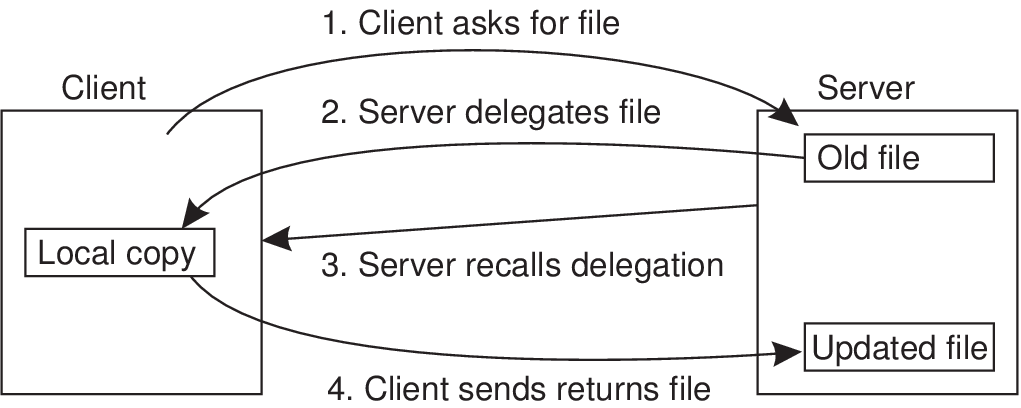 1. Client asks for file
Client
Server
2. Server delegates file
Old file
Local copy
3. Server recalls delegation
Updated file
4. Client sends returns file